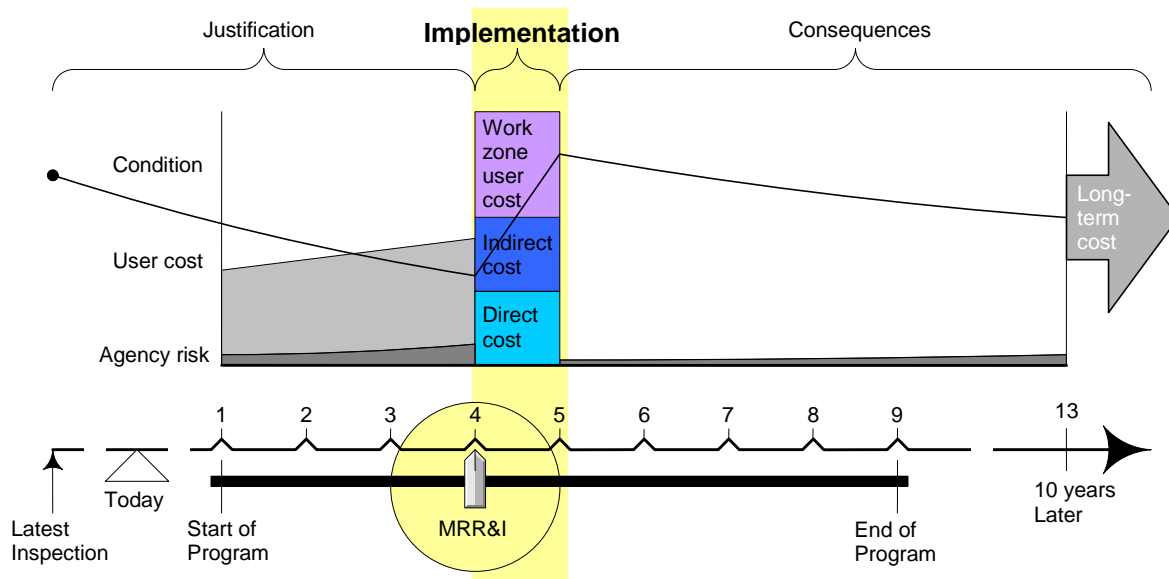 Justification
Implementation
Consequences
Condition
User cost
Agency risk
Work
zone
user
cost
Indirect
cost
Direct
cost
Long-
term
cost
1 2 3 4 5 6 7 8 9 13
Today
Latest
Inspection
Start of
Program
MRR&I
End of
Program
10 years
Later